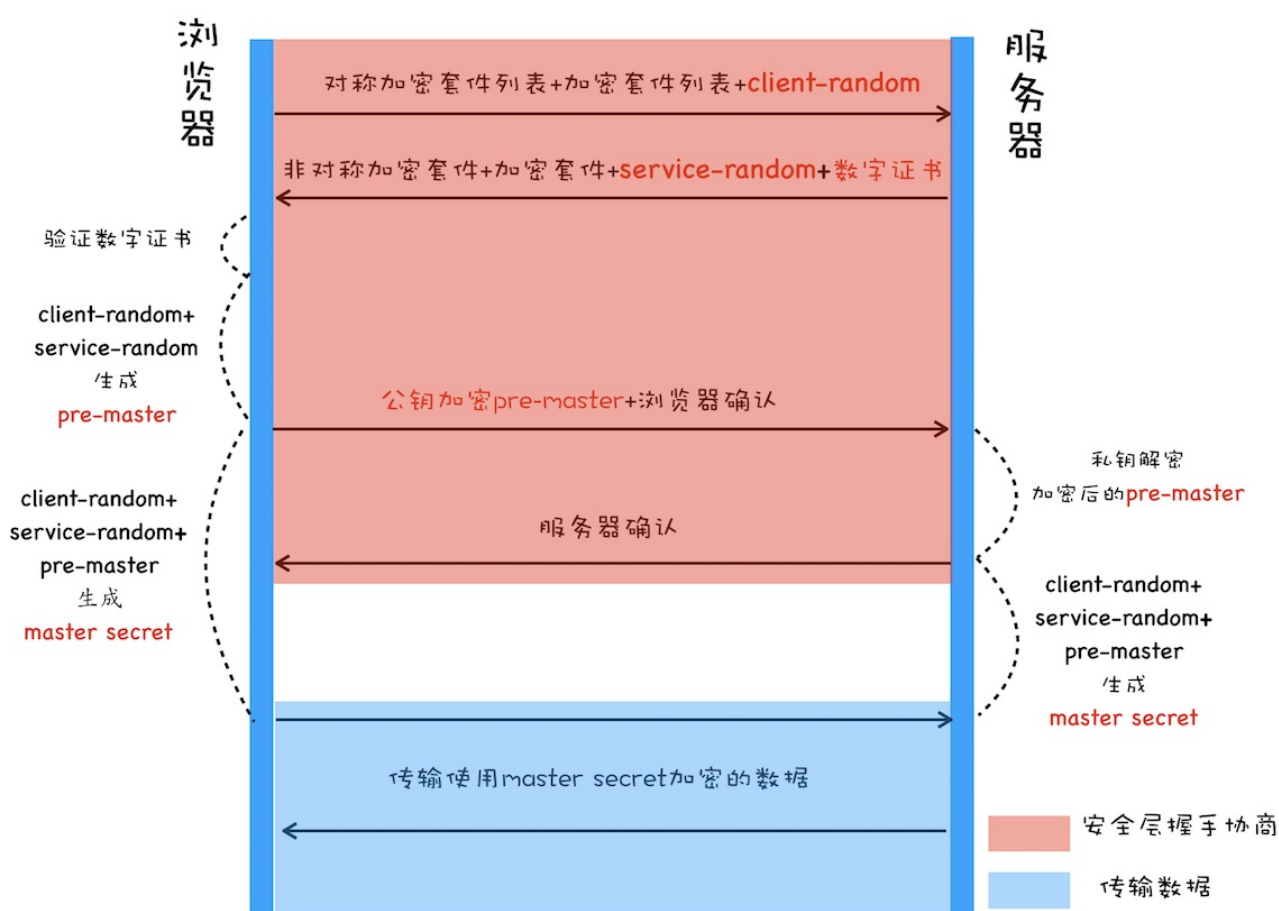 浏览器
服务器
对称加密套件列表+加密套件列表+client-random
非对称加密套件+加密套件+service-random+数字证书
验证数字证书
client-random+
service-random
生成
pre-master
公钥加密pre-master+浏览器确认
私钥解密
加密后的pre-master
client-random+
service-random+
pre-master
生成
master secret
服务器确认
client-random+
service-random+
pre-master
生成
master secret
传输使用master secret加密的数据
安全层握手协商
传输数据